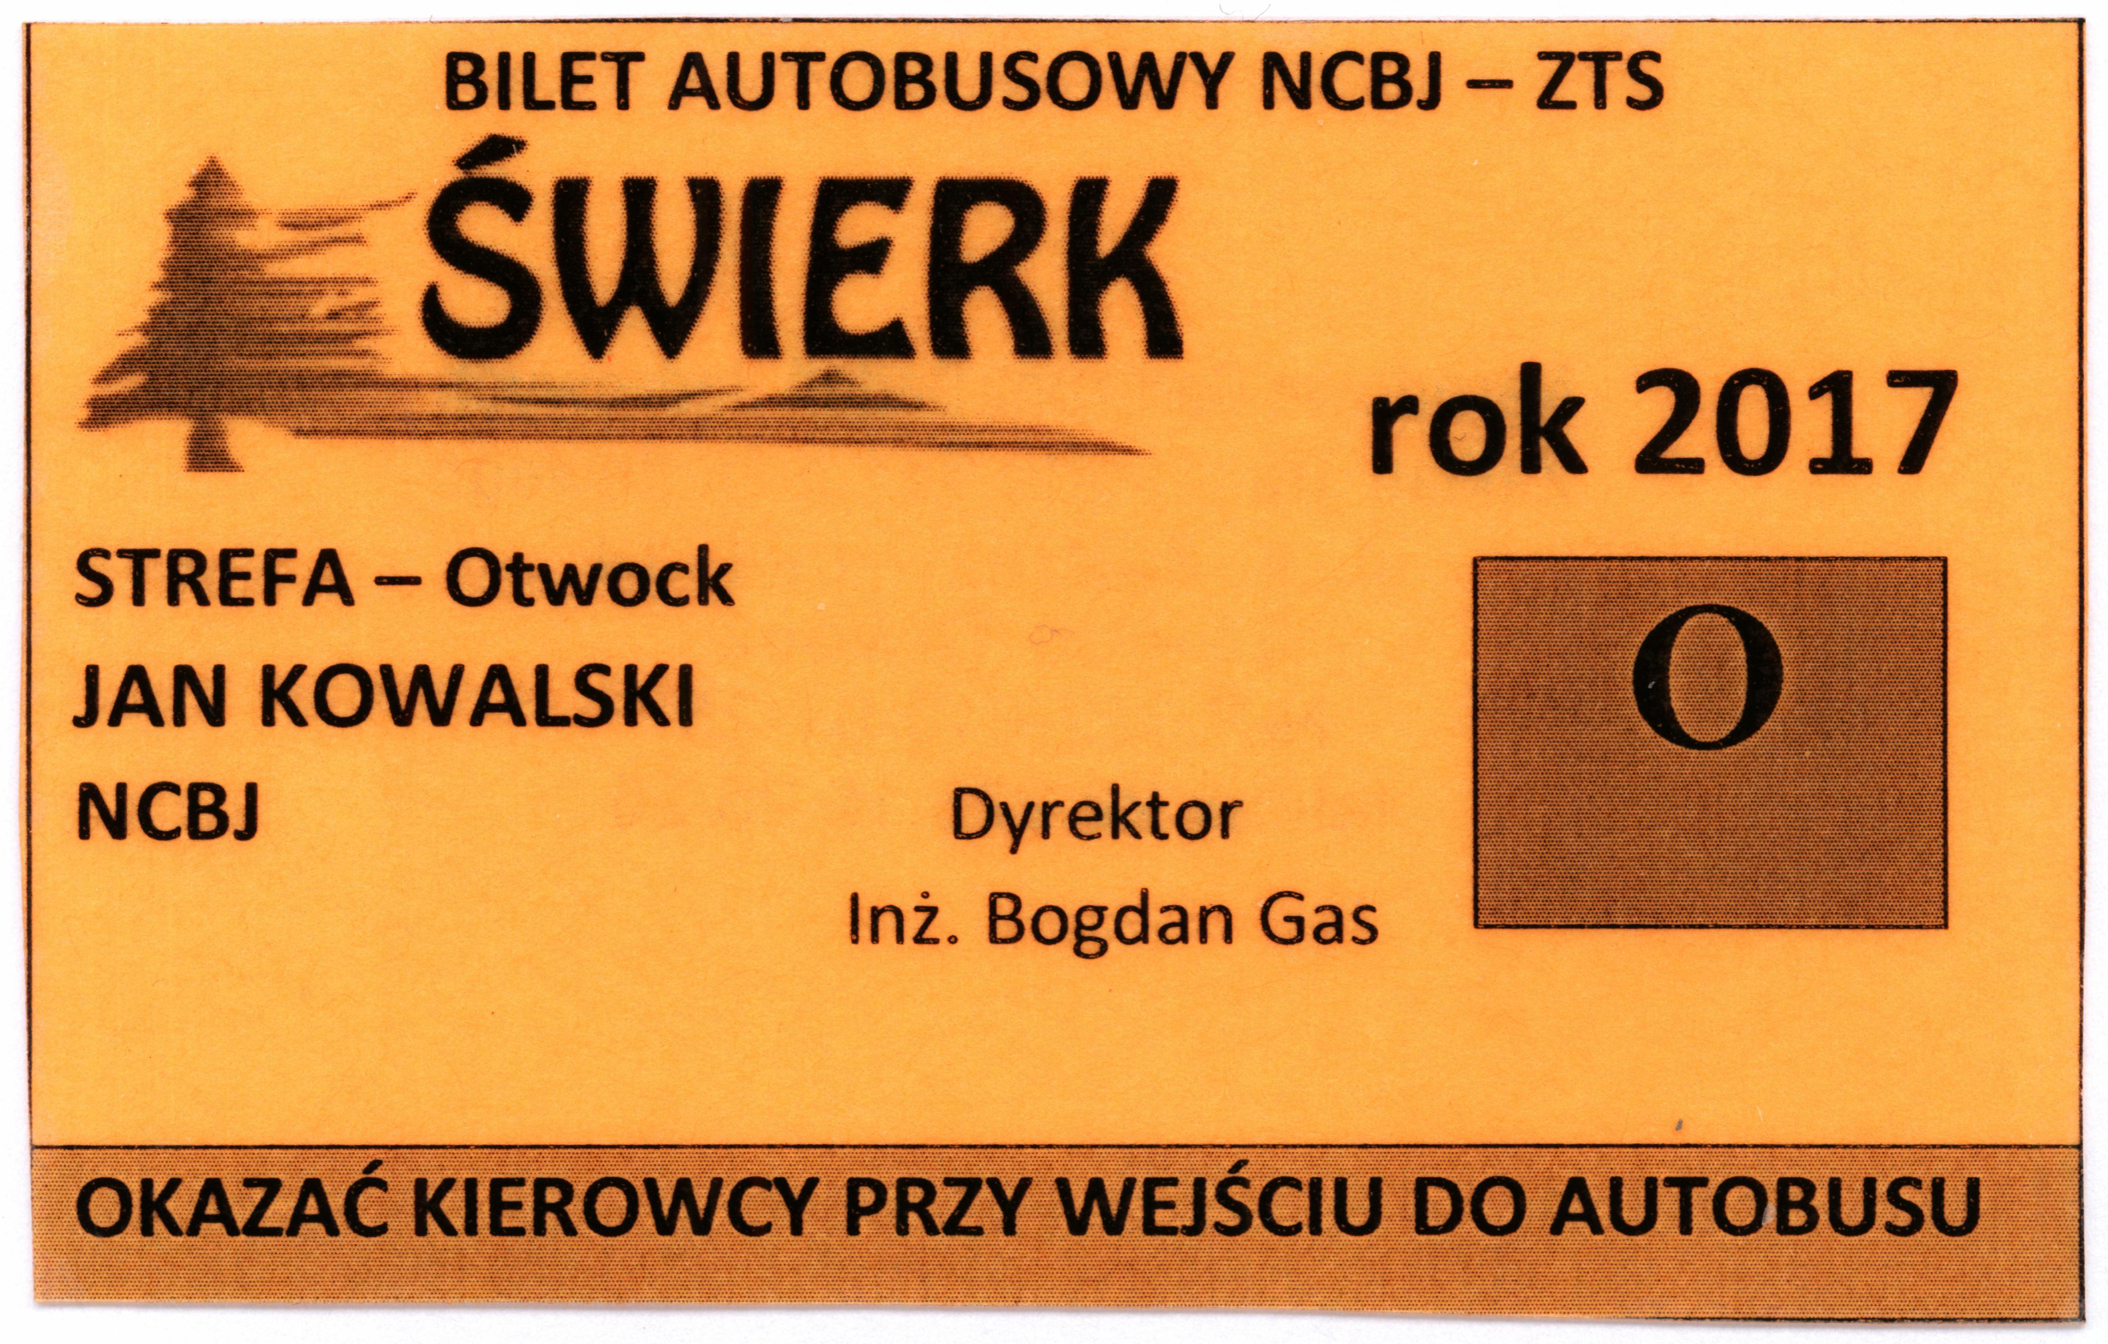 BILET AUTOBUSOWY NCBJ – ZTS
ŚWIERK
rok 2017
STREFA – Otwock
O
JAN KOWALSKI
NCBJ
Dyrektor
Inż. Bogdan Gas
OKAZAĆ KIEROWCY PRZY WEJŚCIU DO AUTOBUSU